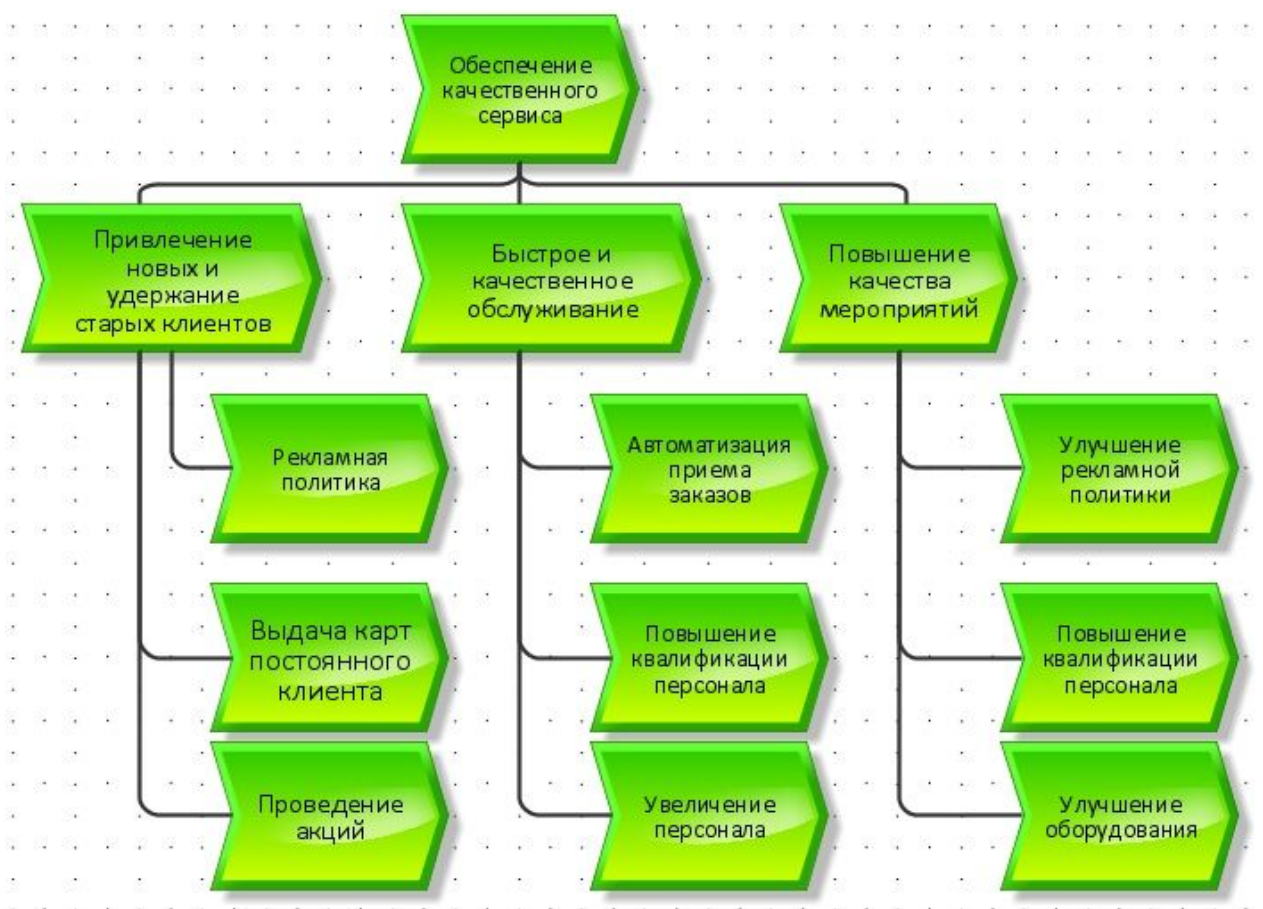 Обеспечение
качественного
сервиса
Привлечение
новых и
удержание
старых клиентов
Быстрое и
качественное
обслуживание
Повышение
качества
мероприятий
Рекламная
политика
Автоматизация
приема
заказов
Улучшение
рекламной
политики
Выдача карт
постоянного
клиента
Повышение
квалификации
персонала
Повышение
квалификации
персонала
Проведение
акций
Увеличение
персонала
Улучшение
оборудования